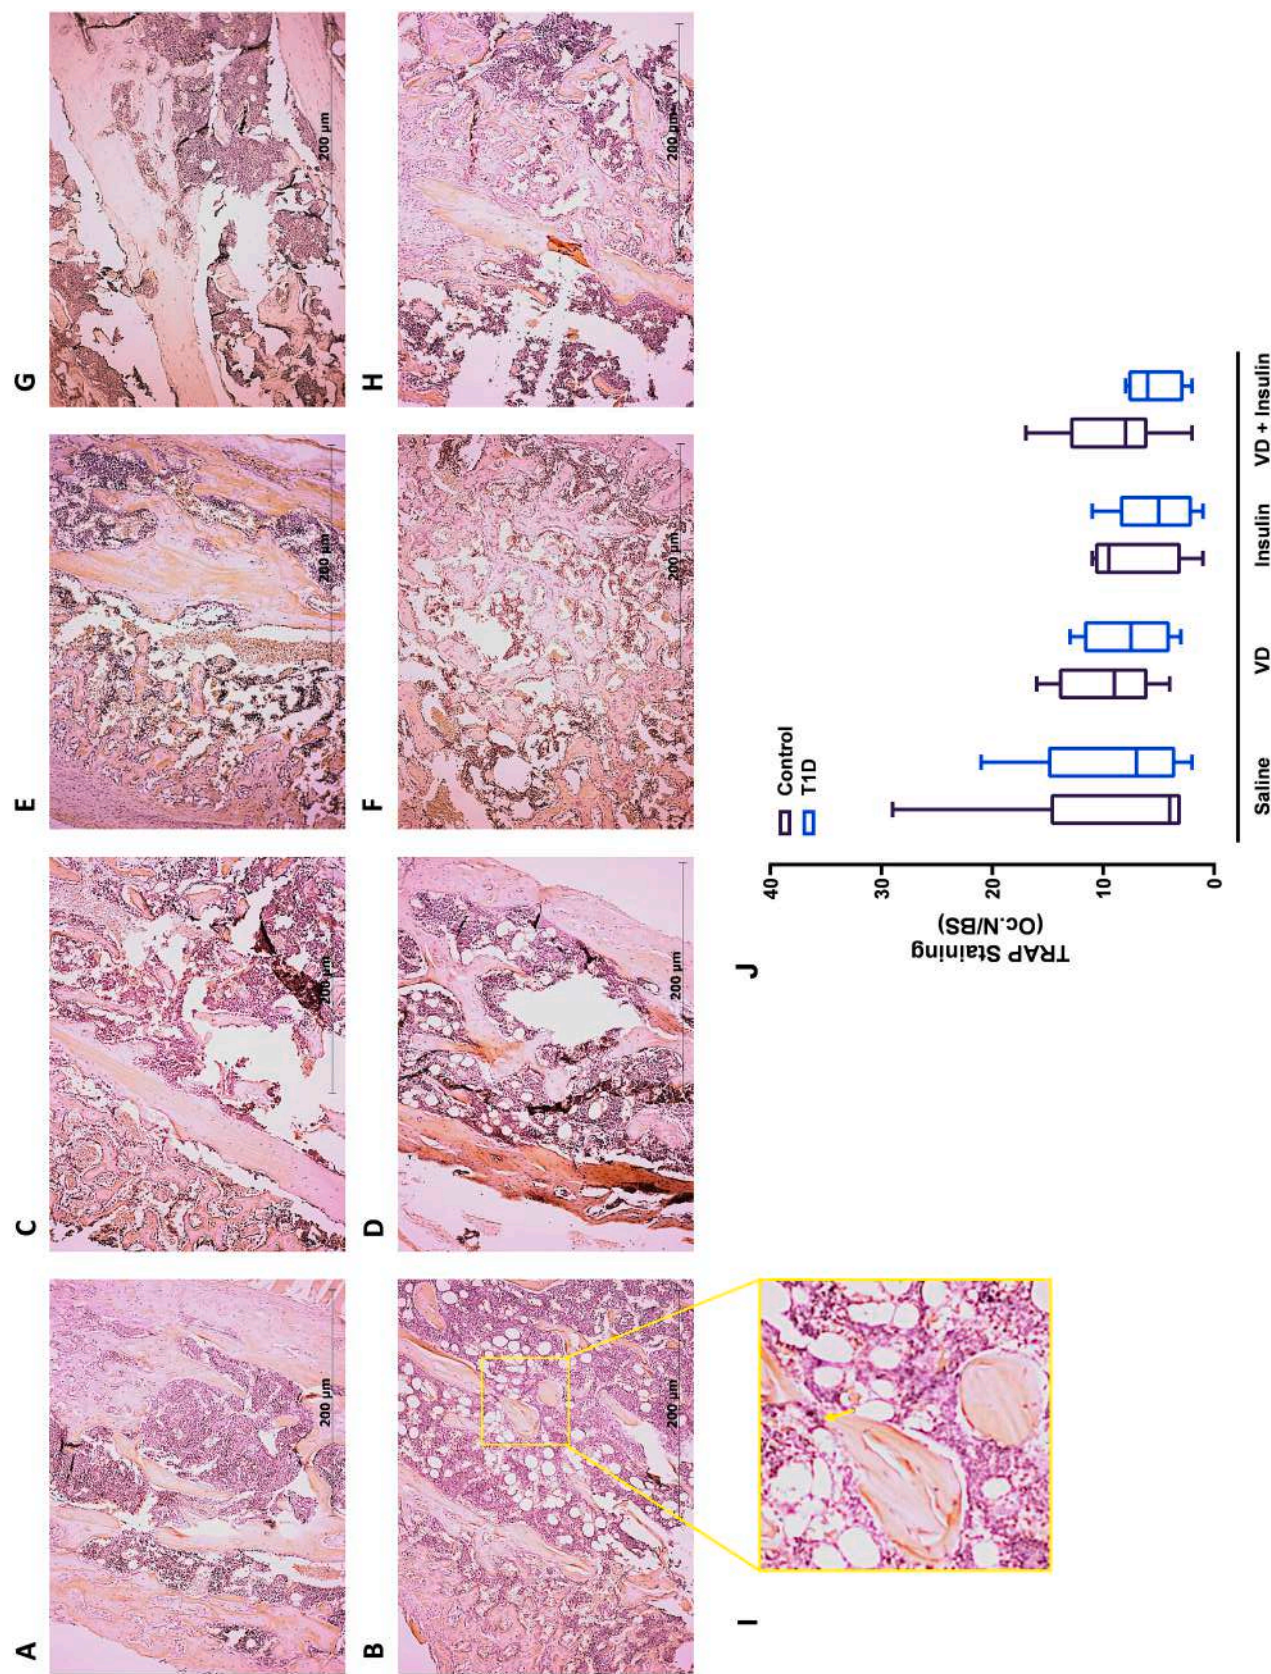 A
C
E
G
200 µm
200 µm
200 µm
200 µm
B
D
F
H
200 µm
200 µm
200 µm
200 µm
I
J
Control
T1D
TRAP Staining
(Oc.N/BS)
40
30
20
10
0
Saline
VD
Insulin
VD + Insulin